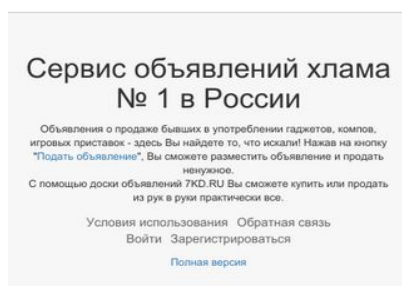 Сервис объявлений хлама
№ 1 в России
Объявления о продаже бывших в употреблении гаджетов, компов,
игровых приставок - здесь Вы найдете то, что искали! Нажав на кнопку
"Подать объявление", Вы сможете разместить объявление и продать
ненужное.
С помощью доски объявлений 7KD.RU Вы сможете купить или продать
из рук в руки практически все.
Условия использования Обратная связь
Войти Зарегистрироваться
Полная версия